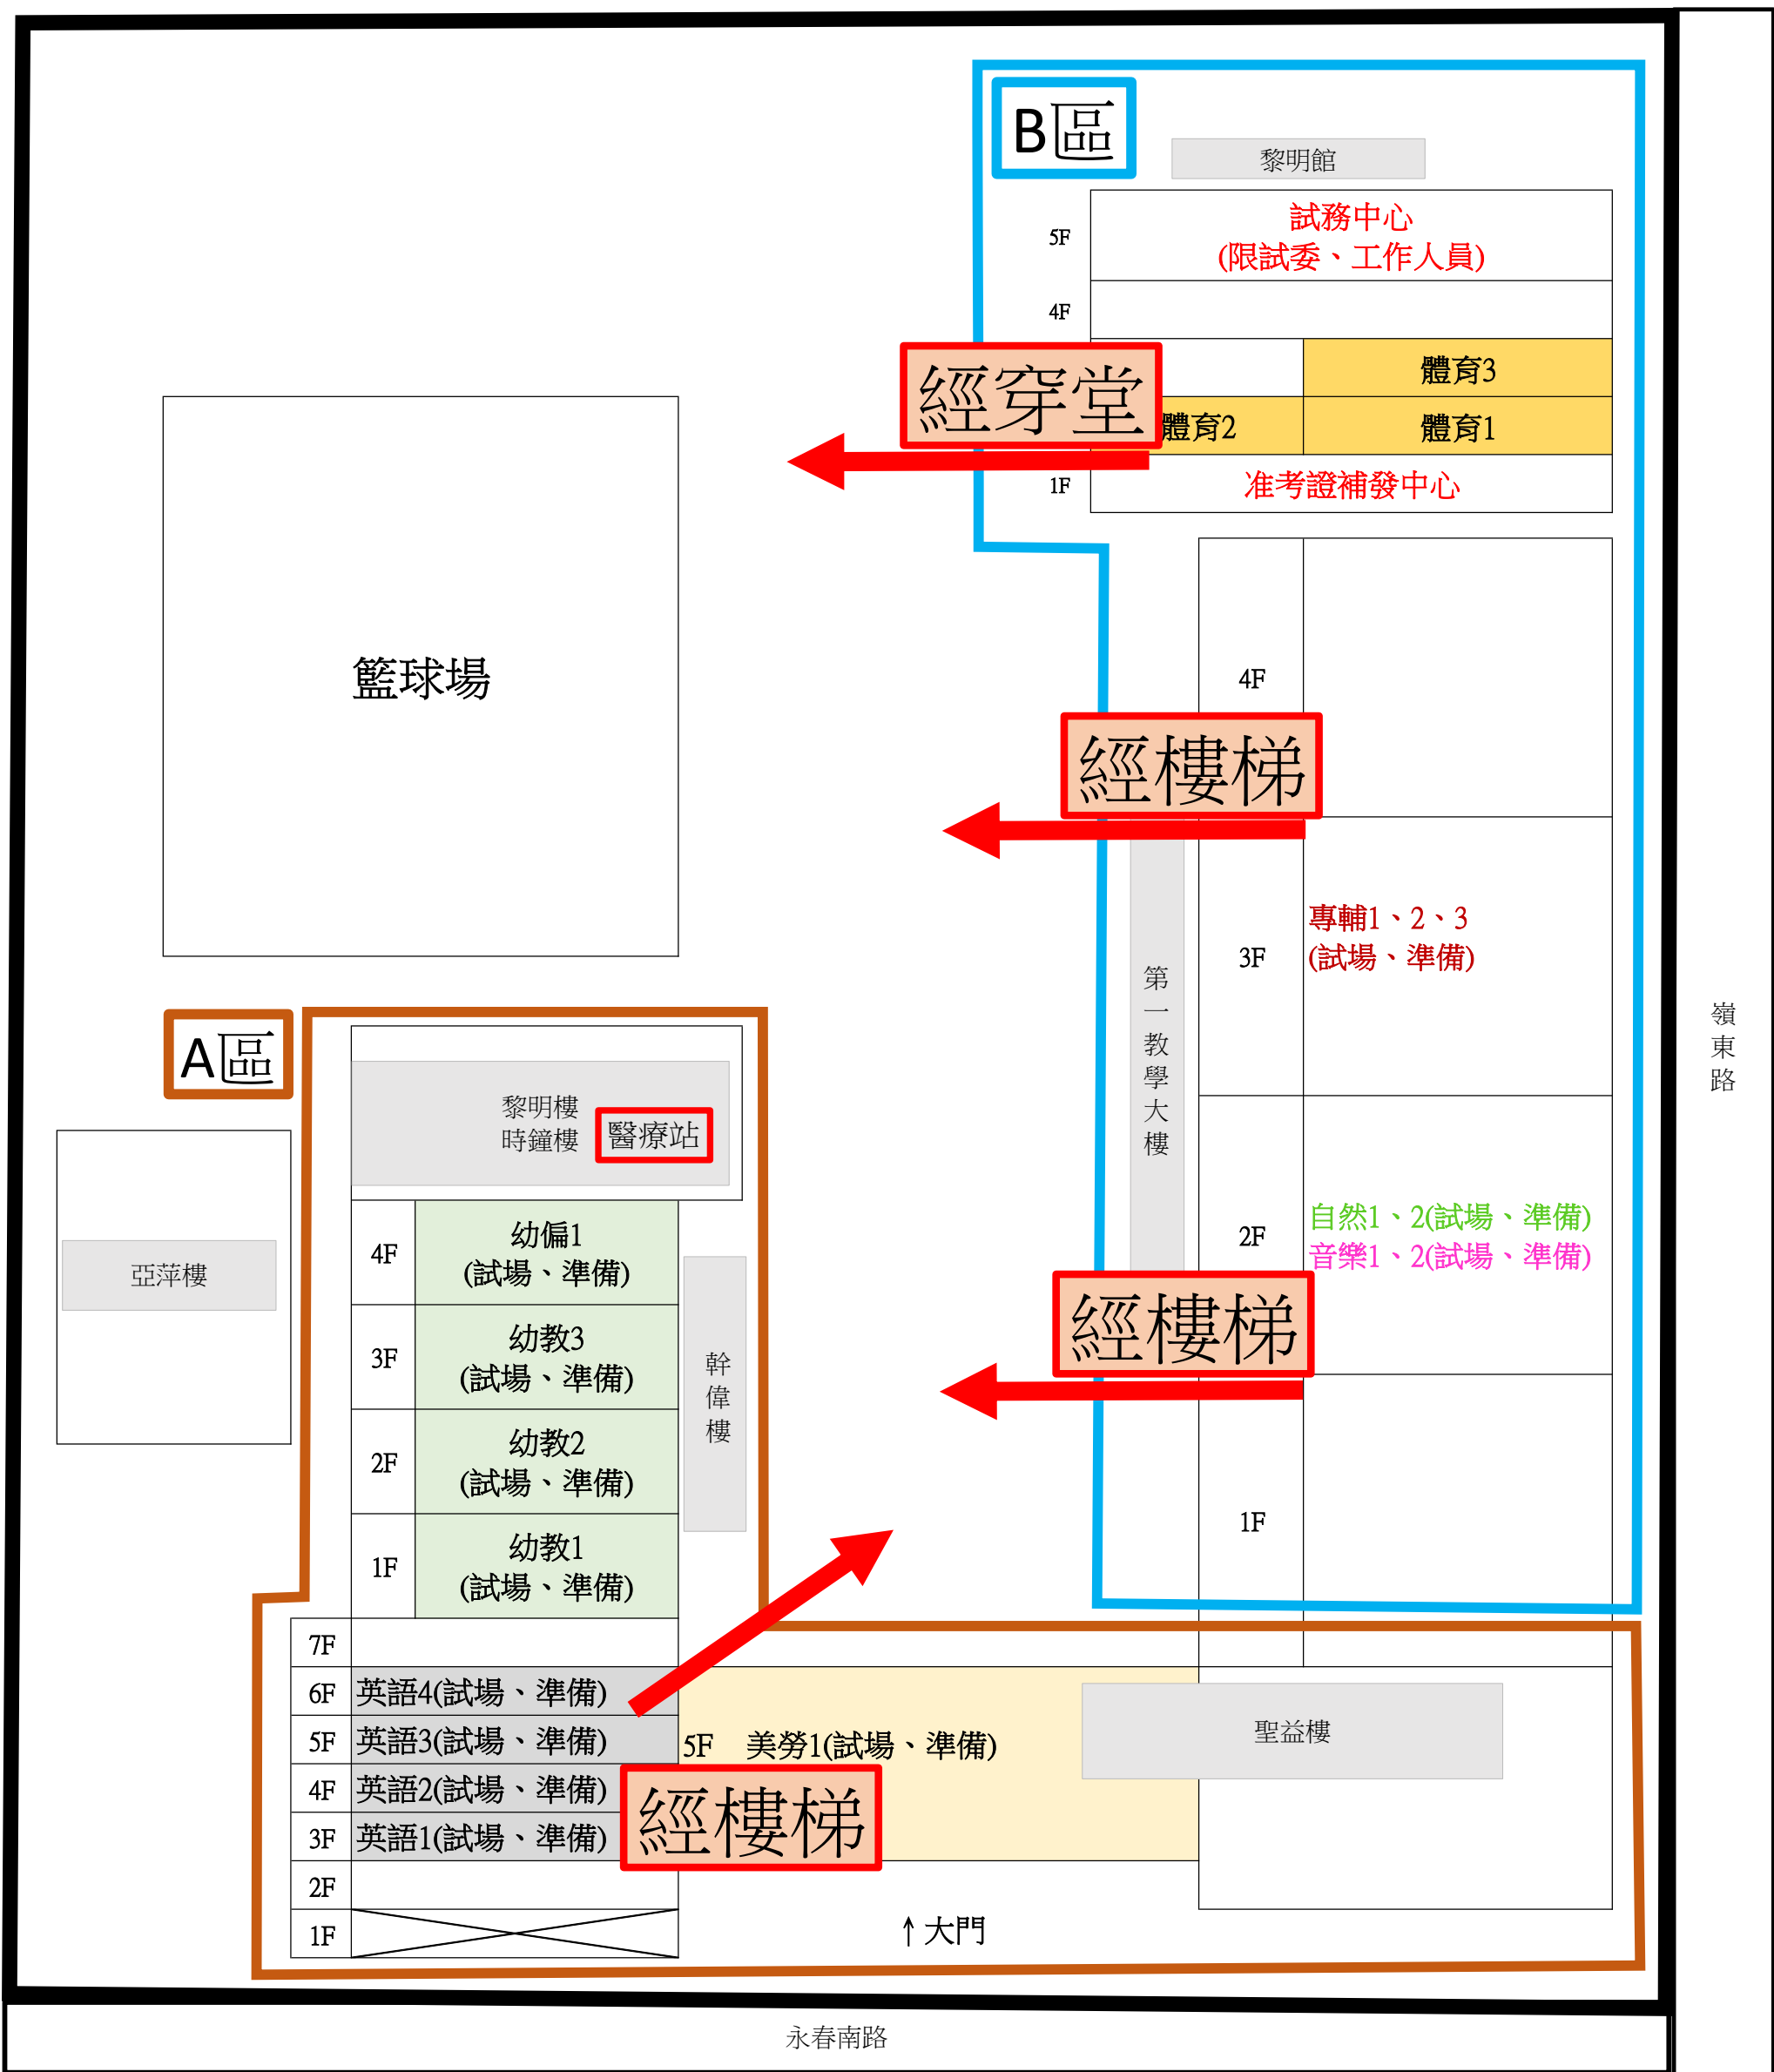 B區
黎明館
5F
試務中心
(限試委、工作人員)
4F
經穿堂
體育3
體育2
體育1
1F
准考證補發中心
籃球場
4F
經樓梯
第一教學大樓
3F
專輔1、2、3
(試場、準備)
嶺東路
A區
黎明樓
時鐘樓
醫療站
亞萍樓
4F
幼偏1
(試場、準備)
3F
幼教3
(試場、準備)
2F
幼教2
(試場、準備)
1F
幼教1
(試場、準備)
幹偉樓
2F
自然1、2(試場、準備)
音樂1、2(試場、準備)
經樓梯
1F
7F
6F 英語4(試場、準備)
5F 英語3(試場、準備)
4F 英語2(試場、準備)
3F 英語1(試場、準備)
2F
1F
5F 美勞1(試場、準備)
經樓梯
聖益樓
↑大門
永春南路